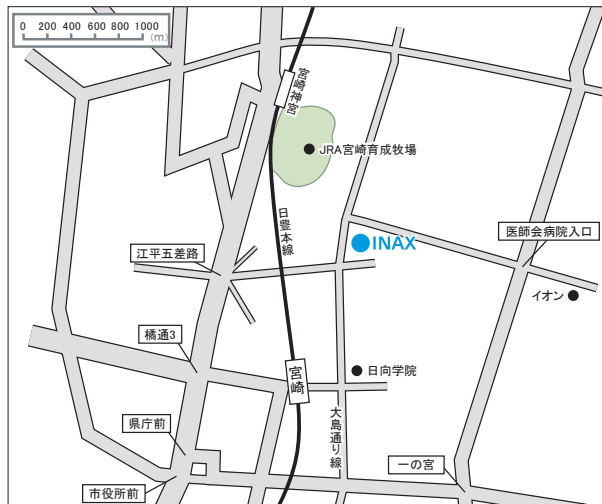 0 200 400 600 800 1000
(m)
宮崎神宮
JRA宮崎育成牧場
日豊本線
INAX
医師会病院入口
江平五差路
イオン
橘通3
宮崎
日向学院
大島通り線
県庁前
一の宮
市役所前